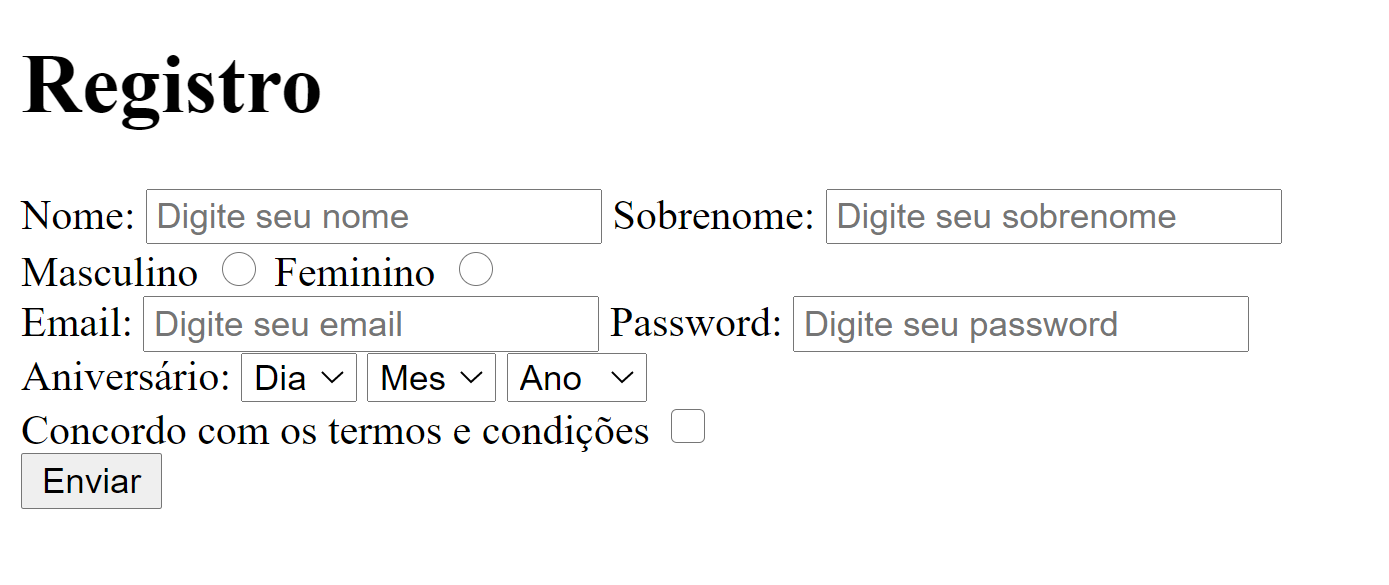 Registro
Nome: Digite seu nome Sobrenome: Digite seu sobrenome
Masculino Feminino
Email: Digite seu email Password: Digite seu password
Aniversário: Dia Mes Ano
Concordo com os termos e condições
Enviar